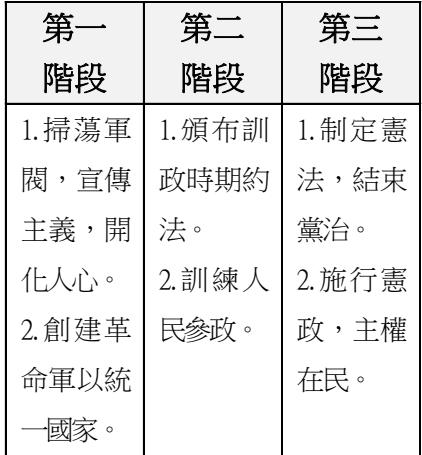 第一
階段
第二
階段
第三
階段
1.掃蕩軍
閥，宣傳
主義，開
化人心。
2.創建革
命軍以統
一國家。
1.頒布訓
政時期約
法。
2.訓練人
民參政。
1.制定憲
法，結束
黨治。
2.施行憲
政，主權
在民。